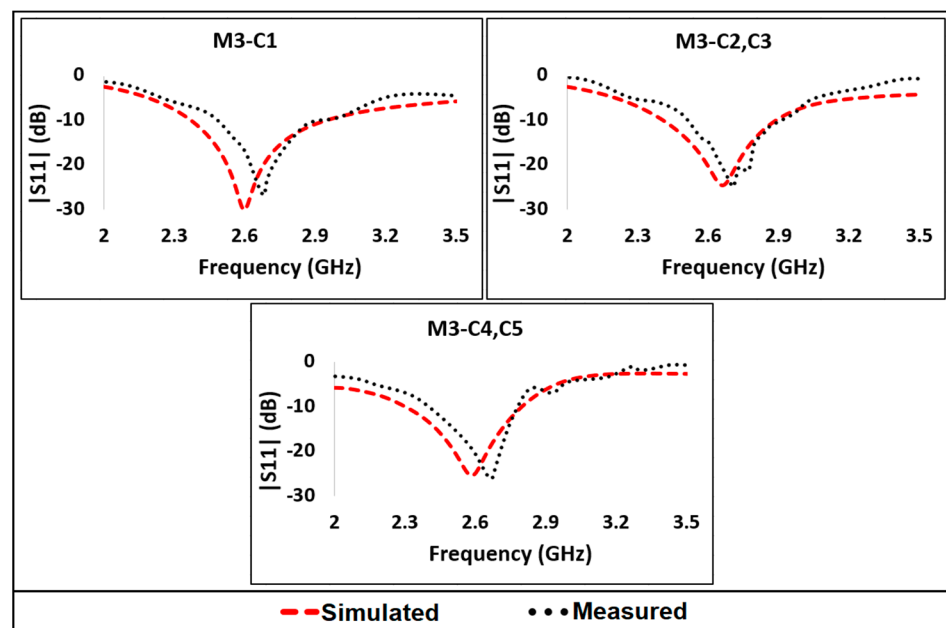 M3-C1
0
-10
-20
-30
|S11| (dB)
2 2.3 2.6 2.9 3.2 3.5
Frequency (GHz)
M3-C2,C3
0
-10
-20
-30
|S11| (dB)
2 2.3 2.6 2.9 3.2 3.5
Frequency (GHz)
M3-C4,C5
0
-10
-20
-30
|S11| (dB)
2 2.3 2.6 2.9 3.2 3.5
Frequency (GHz)
Simulated Measured